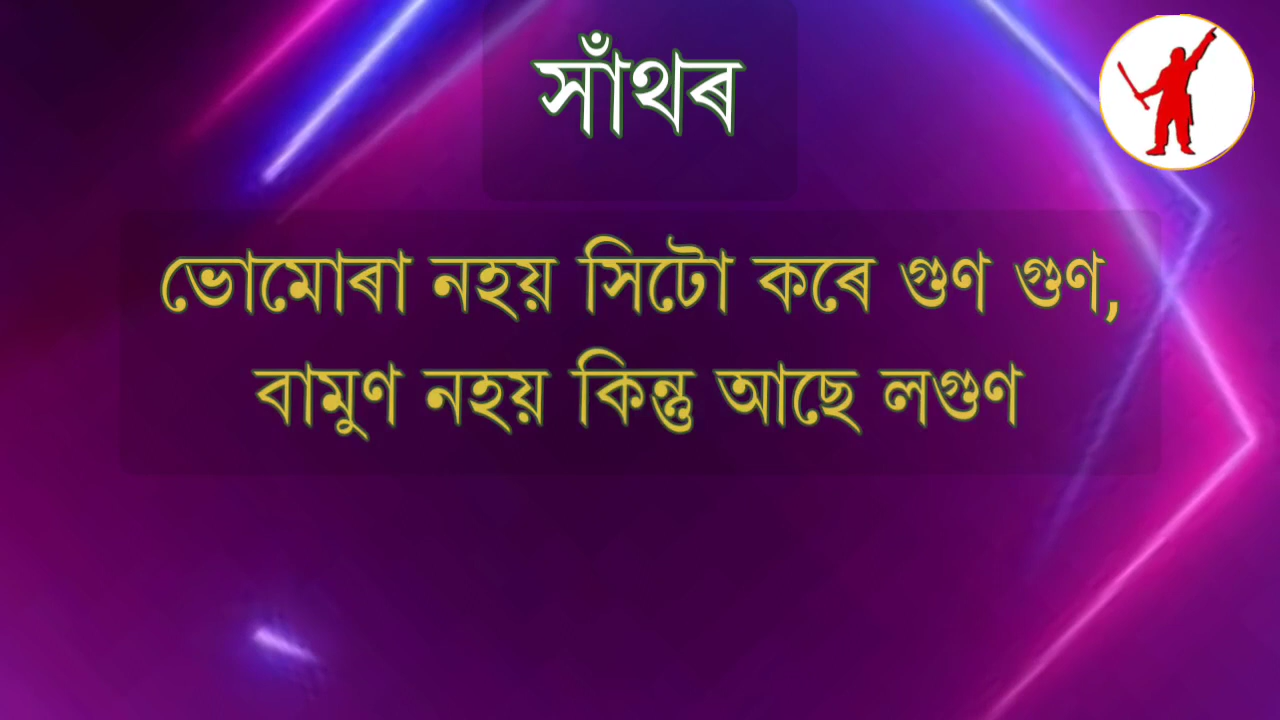 সাঁথৰ
ভোমোৰা নহয় সিটো কৰে গুণ গুণ,
বামুণ নহয় কিন্তু আছে লগুণ